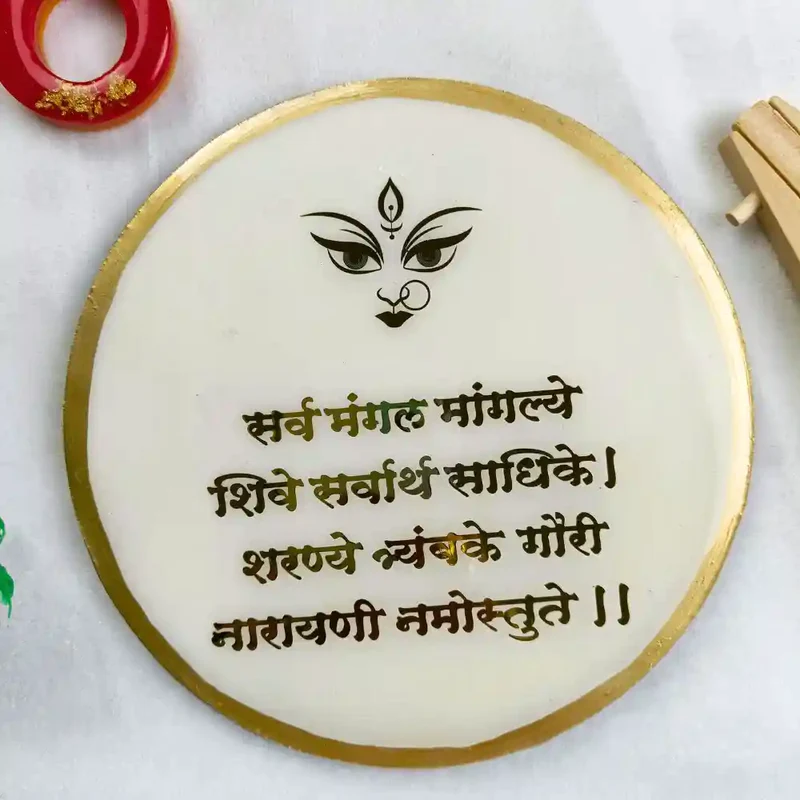 सर्व मंगल मांगल्ये
शिवे सर्वार्थ साधिके।
शरण्ये त्र्यंबके गौरी
नारायणी नमोस्तुते ।।